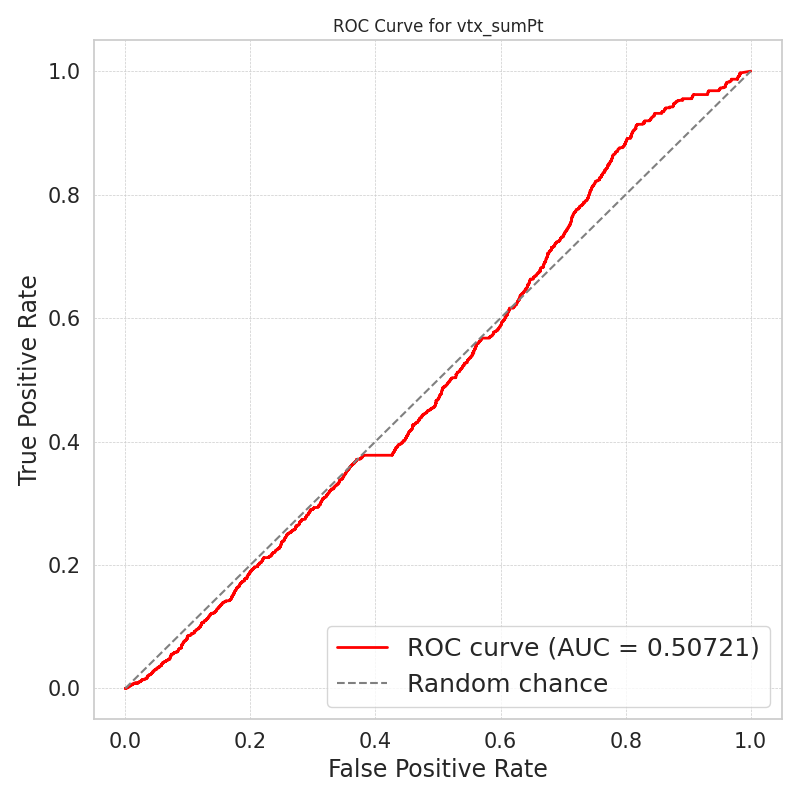 ROC Curve for vtx_sumPt
True Positive Rate
1.0
0.8
0.6
0.4
0.2
0.0
ROC curve (AUC = 0.50721)
Random chance
0.0 0.2 0.4 0.6 0.8 1.0
False Positive Rate